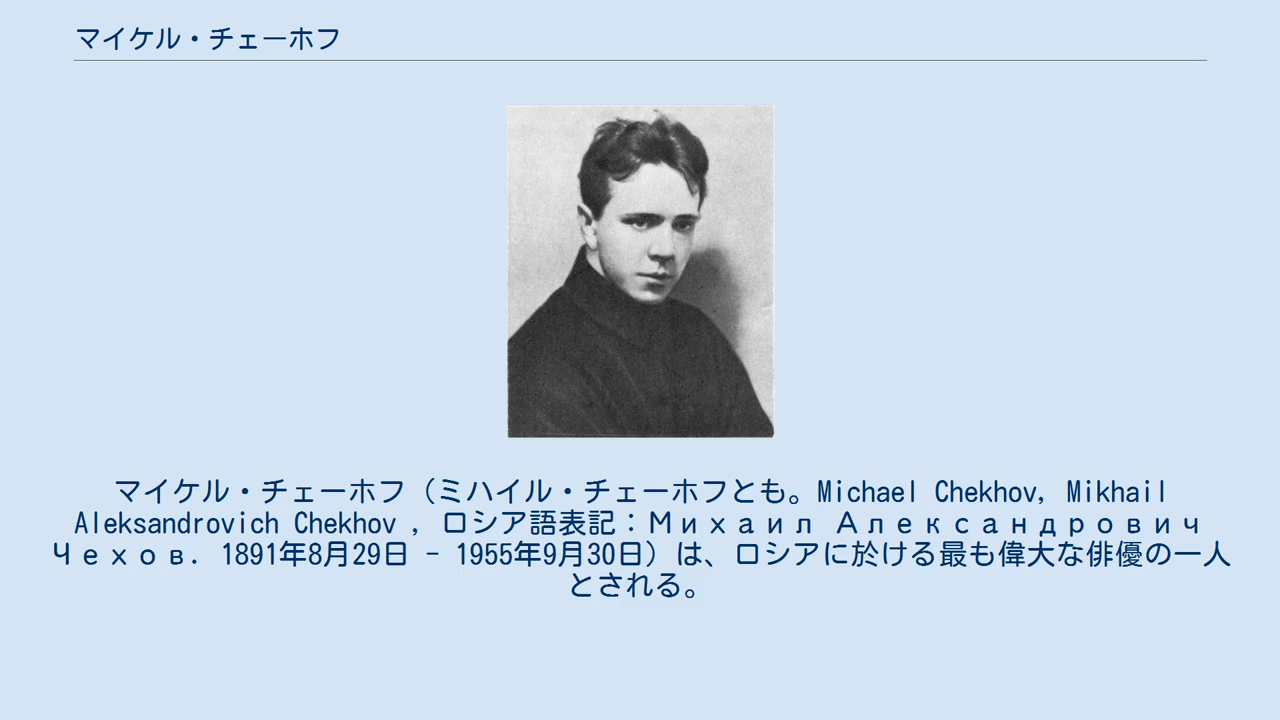 マイケル・チェーホフ
マイケル・チェーホフ（ミハイル・チェーホフとも。Michael Chekhov, Mikhail
Aleksandrovich Chekhov , ロシア語表記：Михаил Александрович
Чехов. 1891年8月29日 - 1955年9月30日）は、ロシアに於ける最も偉大な俳優の一人
とされる。